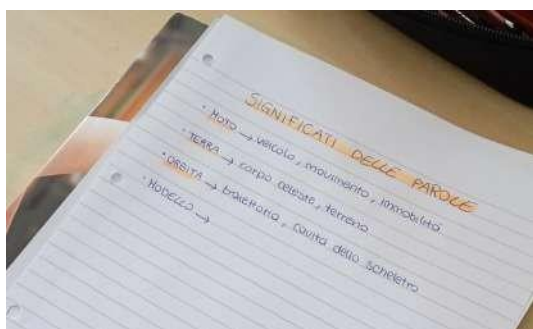 SIGNIFICATI DELLE PAROLE
· MOTO → veicolo, movimento, immobilità.
· TERRA → corpo celeste, terreno
· ORBITA → traiettoria, cavità dello scheletro
· MODELLO →